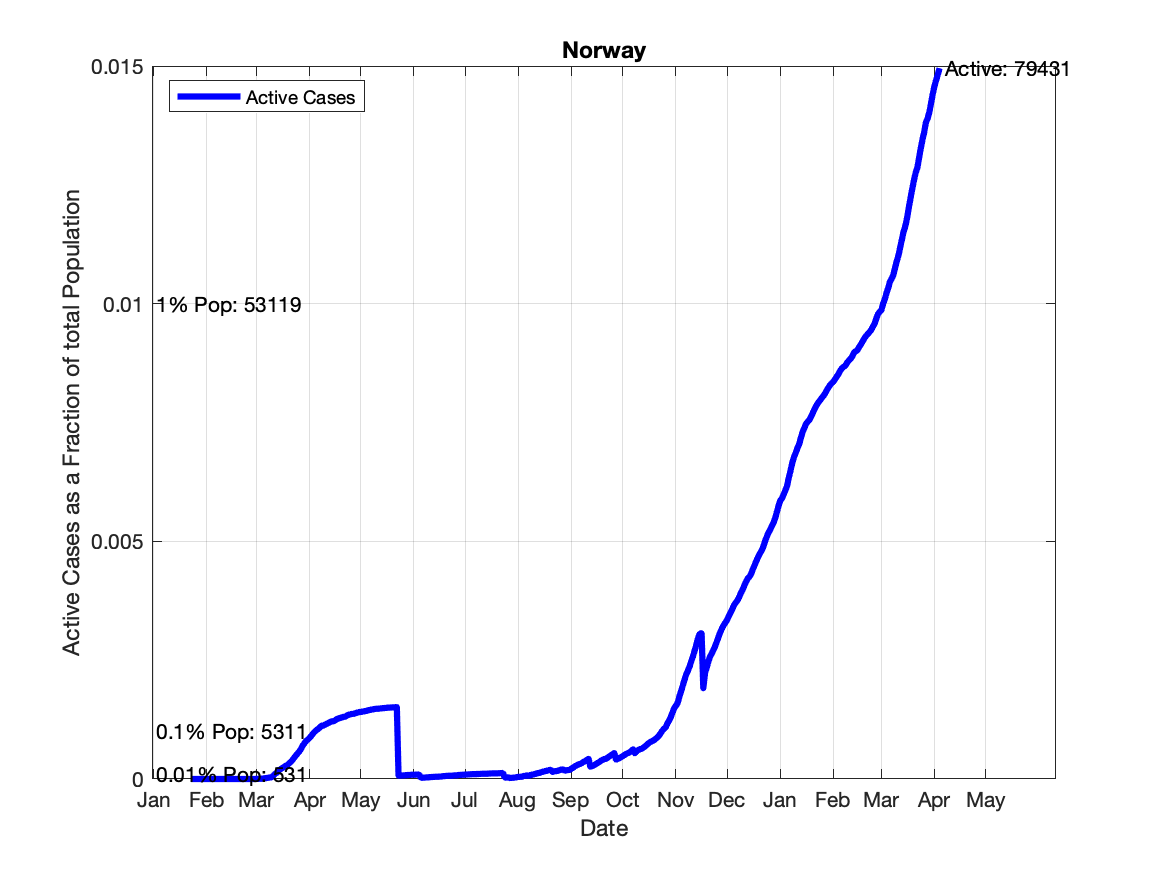 Norway
0.015
Active: 79431
Active Cases
Active Cases as a Fraction of total Population
0.01
1% Pop: 53119
0.005
0.1% Pop: 5311
0
0.01% Pop: 531
Jan Feb Mar Apr May Jun Jul Aug Sep Oct Nov Dec Jan Feb Mar Apr May
Date